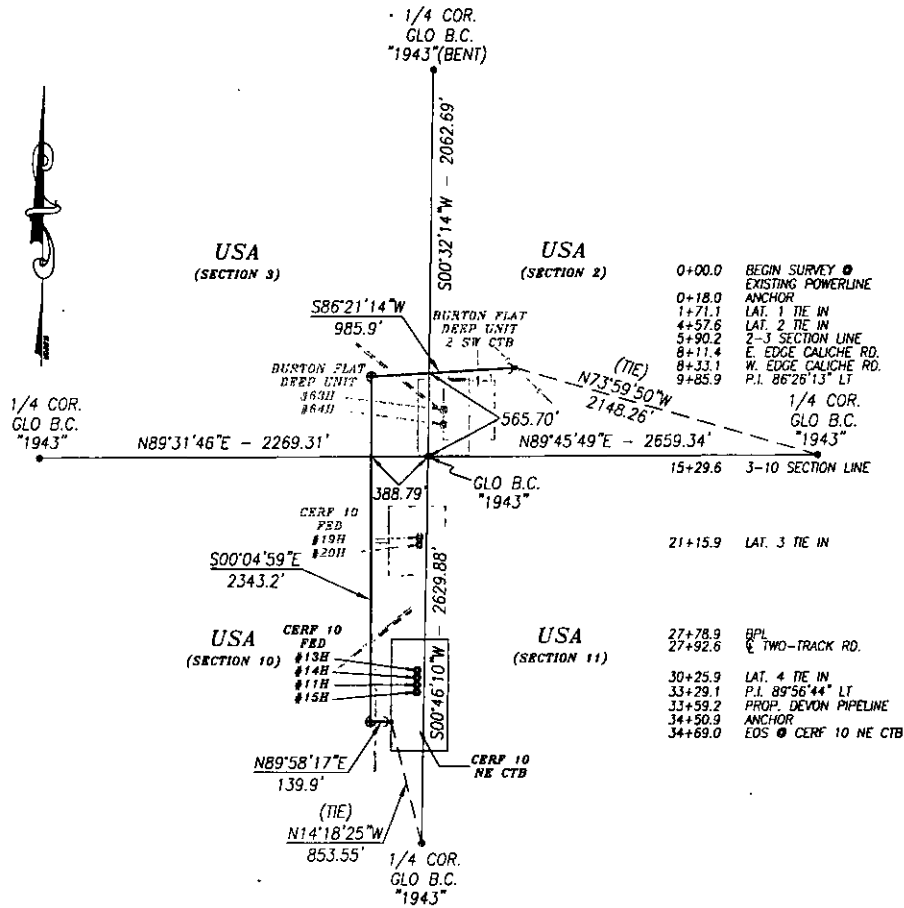 1/4 COR.
GLO B.C.
"1943"(BENT)
S00°32'14"W - 2062.69'
USA
(SECTION 3)
USA
(SECTION 2)
S86°21'14"W
985.9'
BURTON FLAT
DEEP UNIT
2 SW CTB
BURTON FLAT
DEEP UNIT
#63H
#64H
(TIE)
N73°59'50"W
2148.26'
1/4 COR.
GLO B.C.
"1943"
1/4 COR.
GLO B.C.
"1943"
565.70'
N89°31'46"E - 2269.31'
N89°45'49"E - 2659.34'
388.79'
GLO B.C.
"1943"
CERF 10
FED
#19H
#20H
S00°04'59"E
2343.2'
S00°46'10"W - 2629.88'
USA
(SECTION 10)
USA
(SECTION 11)
CERF 10
FED
#13H
#14H
#11H
#15H
N89°58'17"E
139.9'
CERF 10
NE CTB
(TIE)
N14°18'25"W
853.55'
1/4 COR.
GLO B.C.
"1943"
0+00.0 BEGIN SURVEY @
EXISTING POWERLINE
0+18.0 ANCHOR
1+71.1 LAT. 1 TIE IN
4+57.6 LAT. 2 TIE IN
5+90.2 2-3 SECTION LINE
8+11.4 E. EDGE CALICHE RD.
8+33.1 W. EDGE CALICHE RD.
9+85.9 P.I. 86°26'13" LT
15+29.6 3-10 SECTION LINE
21+15.9 LAT. 3 TIE IN
27+78.9 BPL
27+92.6 ℄ TWO-TRACK RD.
30+25.9 LAT. 4 TIE IN
33+29.1 P.I. 89°56'44" LT
33+59.2 PROP. DEVON PIPELINE
34+50.9 ANCHOR
34+69.0 EOS @ CERF 10 NE CTB